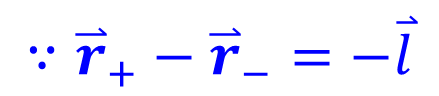 ∵ r⃗₊ − r⃗₋ = −l⃗